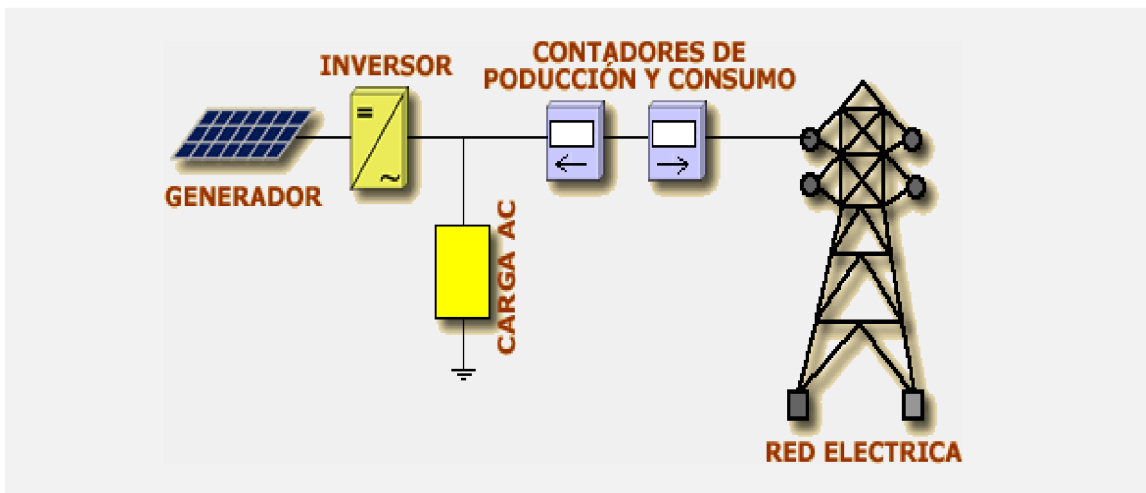 INVERSOR
CONTADORES DE
PODUCCIÓN Y CONSUMO
GENERADOR
CARGA AC
RED ELECTRICA